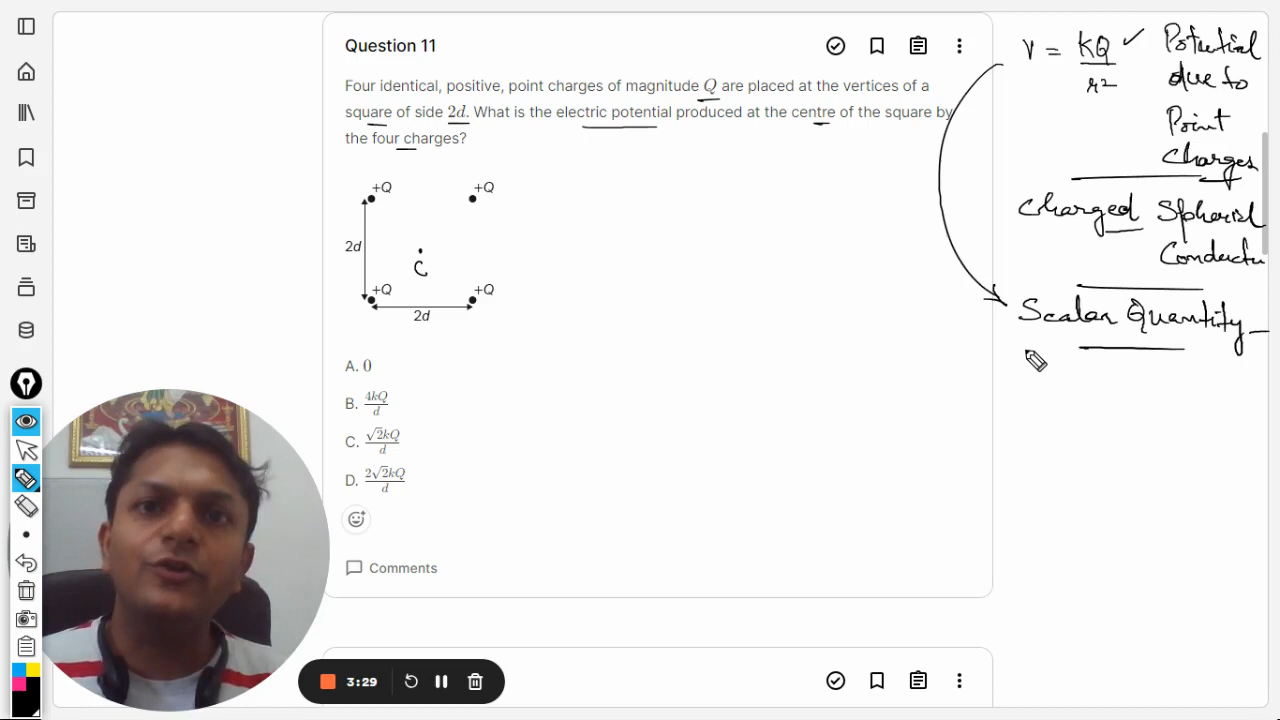 Question 11
Four identical, positive, point charges of magnitude Q are placed at the vertices of a
square of side 2d. What is the electric potential produced at the centre of the square by
the four charges?
+Q
+Q
2d
C
+Q
+Q
2d
A. 0
B. 4kQ/d
C. √2kQ/d
D. 2√2kQ/d
Comments
V = kQ/r² ✓ Potential
due to
Point
Charges
Charged Spherical
Conductor
Scalar Quantity –
3:29